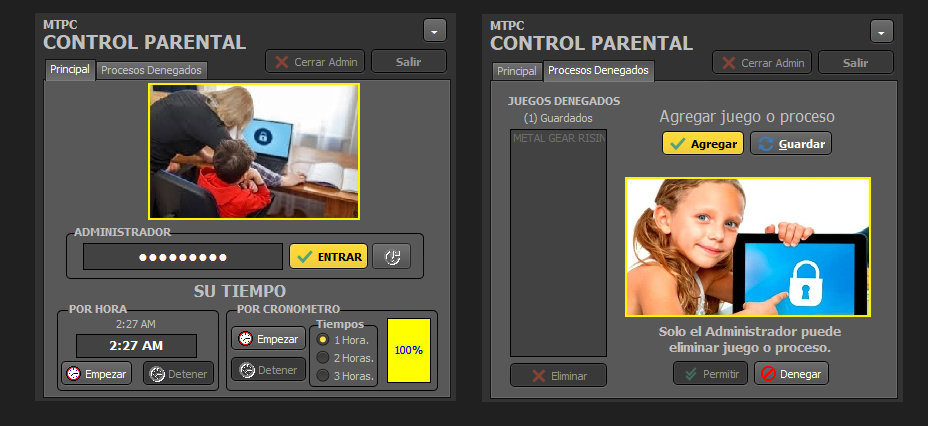 MTPC
CONTROL PARENTAL
Cerrar Admin
Salir
Principal
Procesos Denegados
ADMINISTRADOR
ENTRAR
SU TIEMPO
POR HORA
2:27 AM
2:27 AM
Empezar
Detener
POR CRONOMETRO
Empezar
Detener
Tiempos
1 Hora.
2 Horas.
3 Horas.
100%
MTPC
CONTROL PARENTAL
Cerrar Admin
Salir
Principal
Procesos Denegados
JUEGOS DENEGADOS
(1) Guardados
METAL GEAR RISIN
Eliminar
Agregar juego o proceso
Agregar
Guardar
Solo el Administrador puede
eliminar juego o proceso.
Permitir
Denegar